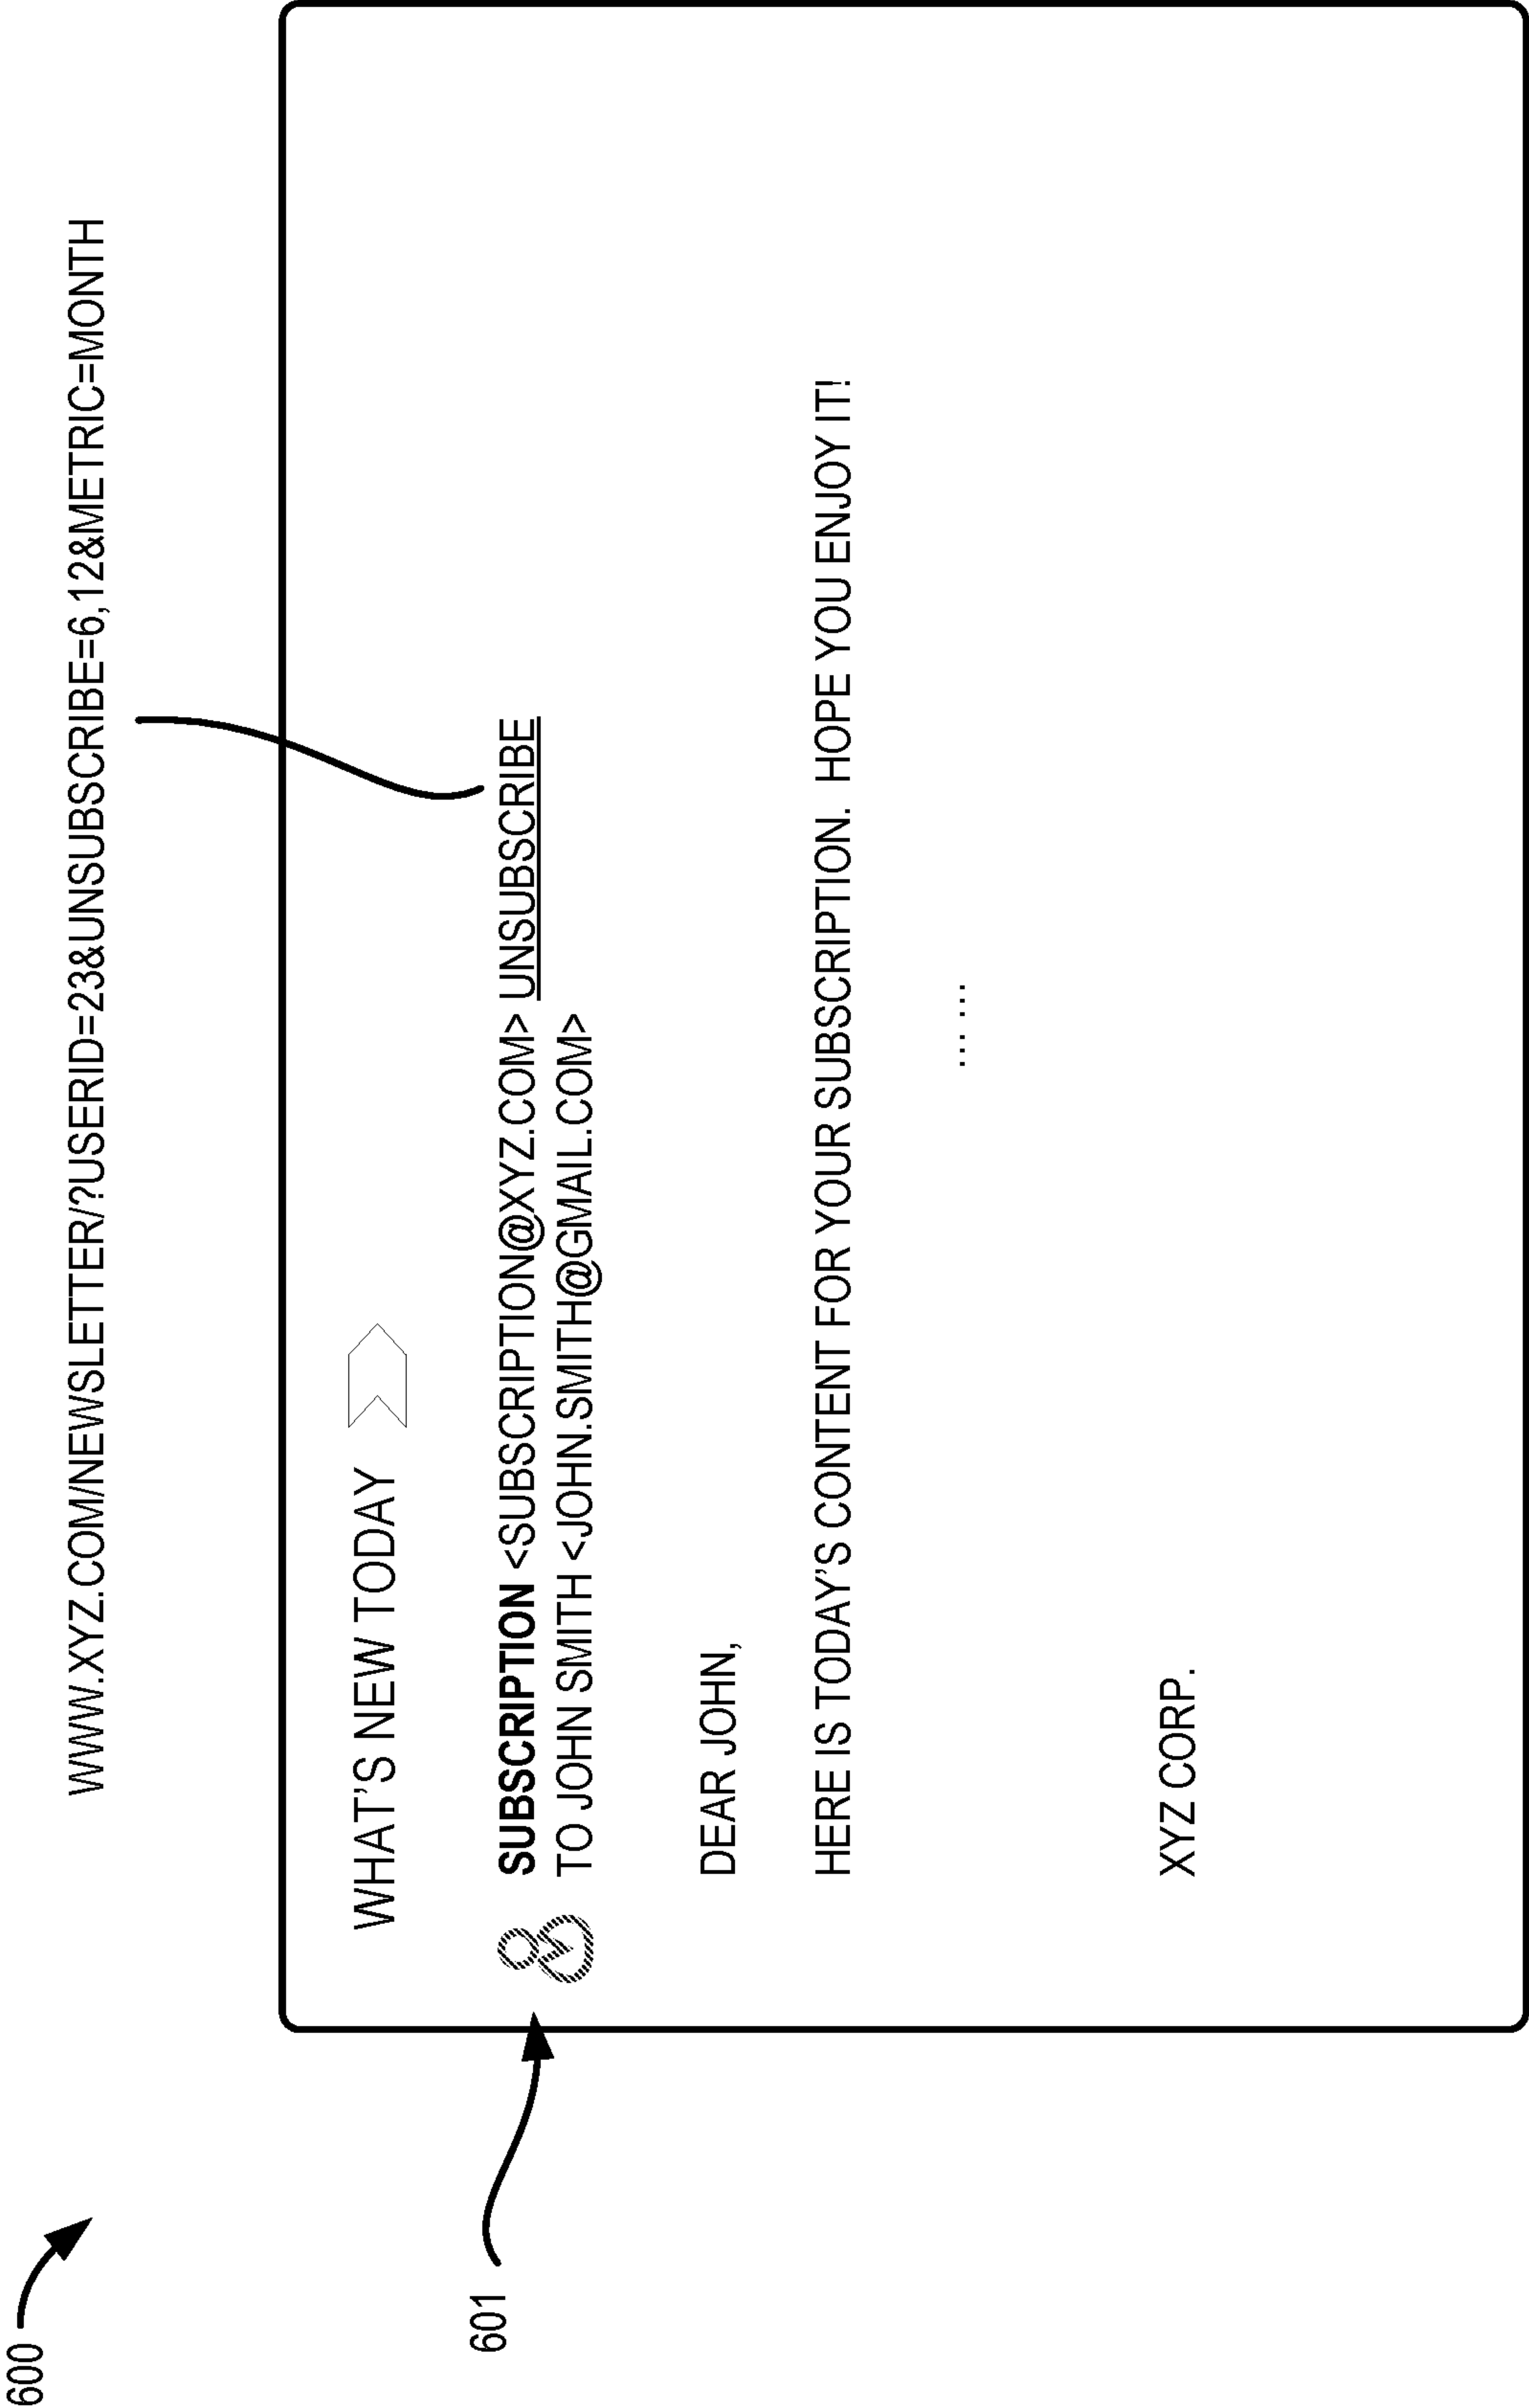 600
WWW.XYZ.COM/NEWSLETTER/?USERID=23&UNSUBSCRIBE=6,12&METRIC=MONTH
WHAT'S NEW TODAY
601
SUBSCRIPTION <SUBSCRIPTION@XYZ.COM> UNSUBSCRIBE
TO JOHN SMITH <JOHN.SMITH@GMAIL.COM>
DEAR JOHN,
HERE IS TODAY'S CONTENT FOR YOUR SUBSCRIPTION. HOPE YOU ENJOY IT!
... ...
XYZ CORP.